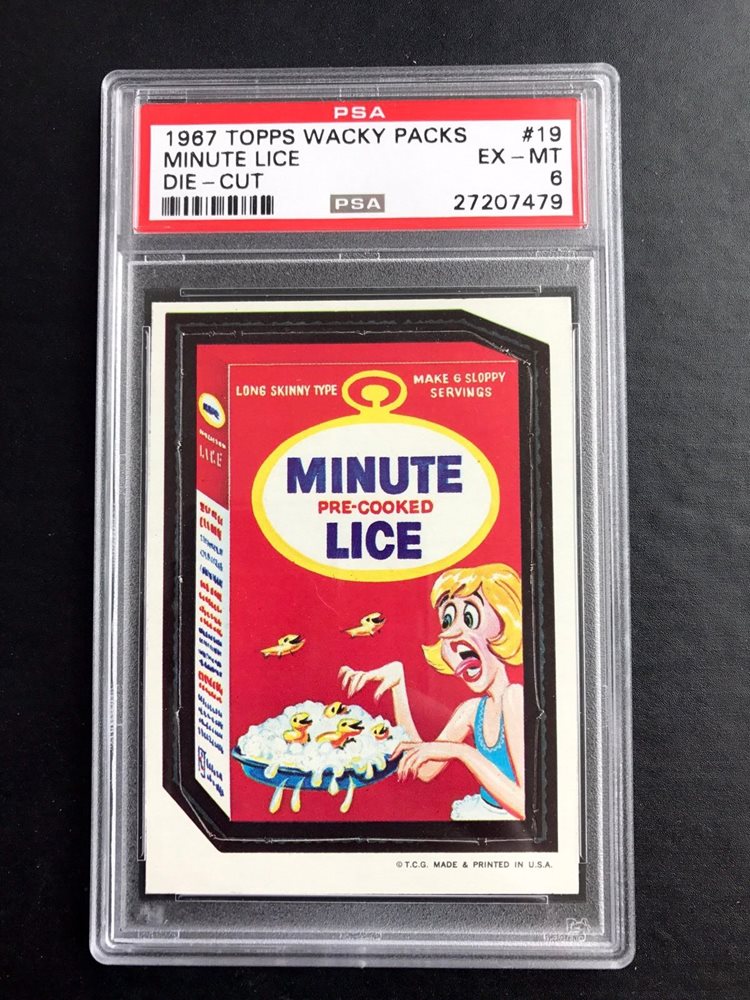 PSA
1967 TOPPS WACKY PACKS #19
MINUTE LICE EX - MT
DIE - CUT 6
PSA 27207479
LONG SKINNY TYPE
MAKE 6 SLOPPY
SERVINGS
MINUTE
PRE-COOKED
LICE
LICE
© T.C.G. MADE & PRINTED IN U.S.A.